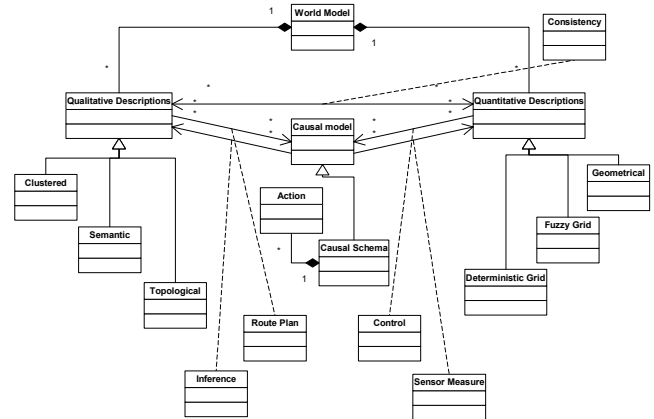 1
World Model
1
Consistency
*
*
*
*
*
*
*
*
*
Qualitative Descriptions
Quantitative Descriptions
*
*
*
*
Causal model
Clustered
Geometrical
Action
Semantic
Fuzzy Grid
*
Causal Schema
1
Topological
Deterministic Grid
Route Plan
Control
Inference
Sensor Measure